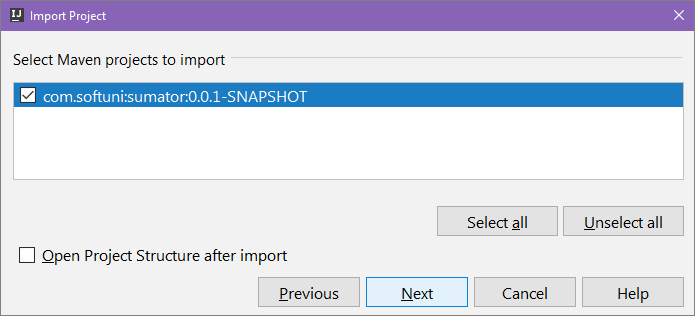 IJ Import Project
Select Maven projects to import
com.softuni:sumator:0.0.1-SNAPSHOT
Select all Unselect all
Open Project Structure after import
Previous Next Cancel Help